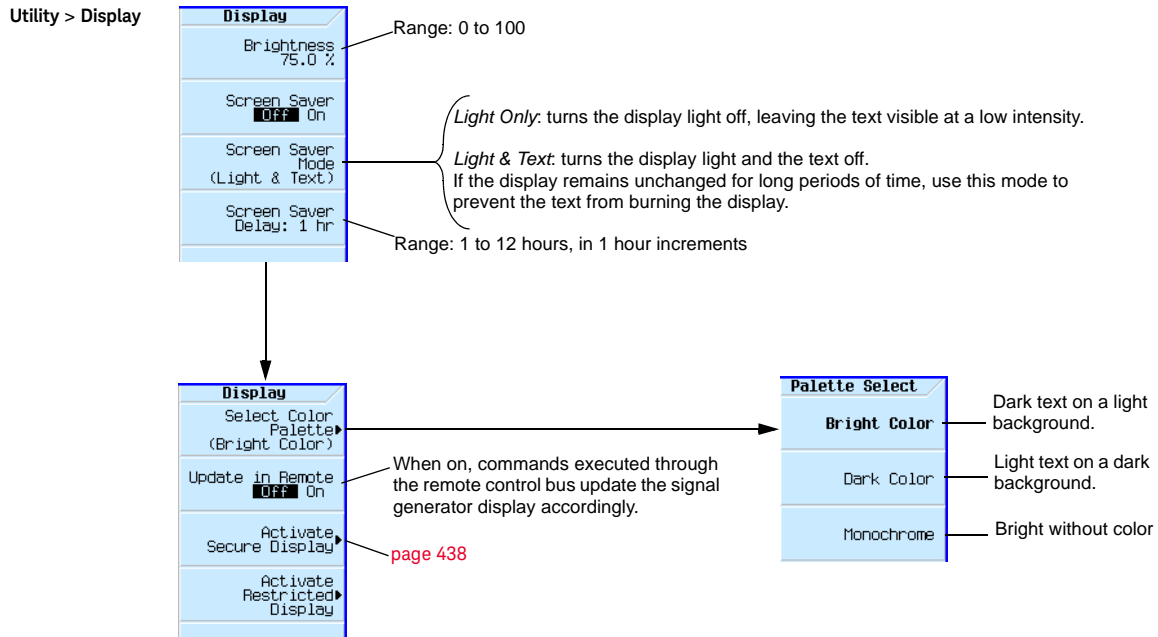 Utility > Display
Display
Brightness
75.0 %
Range: 0 to 100
Screen Saver
Off On
Screen Saver
Mode
(Light & Text)
Light Only: turns the display light off, leaving the text visible at a low intensity.
Light & Text: turns the display light and the text off.
If the display remains unchanged for long periods of time, use this mode to
prevent the text from burning the display.
Screen Saver
Delay: 1 hr
Range: 1 to 12 hours, in 1 hour increments
Display
Select Color
Palette
(Bright Color)
Update in Remote
Off On
When on, commands executed through
the remote control bus update the signal
generator display accordingly.
Activate
Secure Display
page 438
Activate
Restricted
Display
Palette Select
Bright Color
Dark text on a light
background.
Dark Color
Light text on a dark
background.
Monochrome
Bright without color